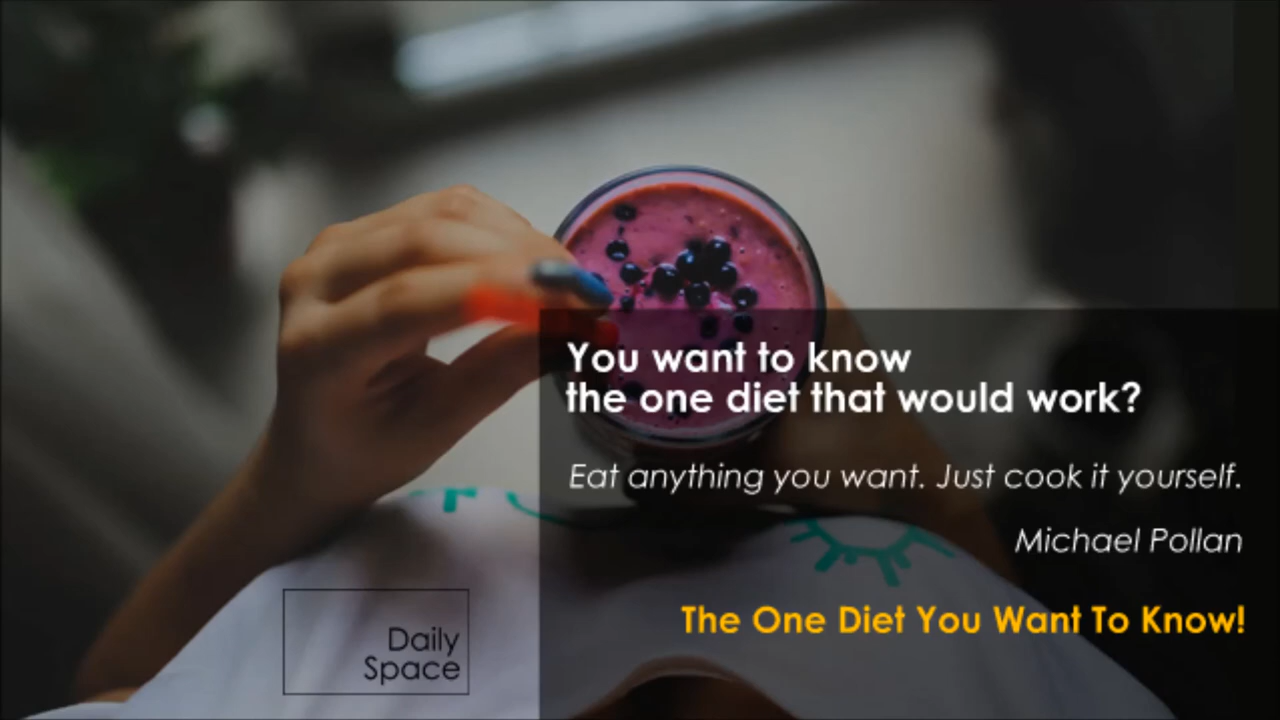 You want to know
the one diet that would work?
Eat anything you want. Just cook it yourself.
Michael Pollan
The One Diet You Want To Know!
Daily
Space